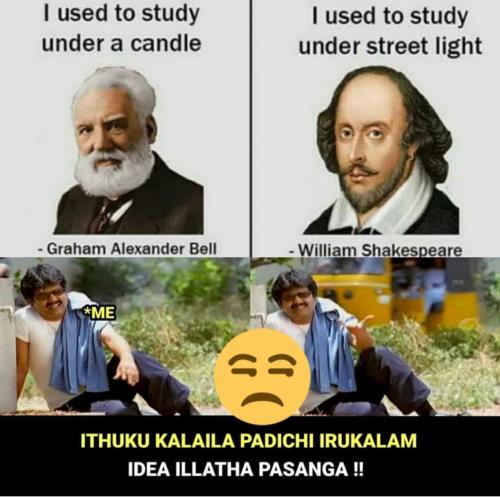 I used to study
under a candle
- Graham Alexander Bell
I used to study
under street light
- William Shakespeare
*ME
mt
ITHUKU KALAILA PADICHI IRUKALAM
IDEA ILLATHA PASANGA !!